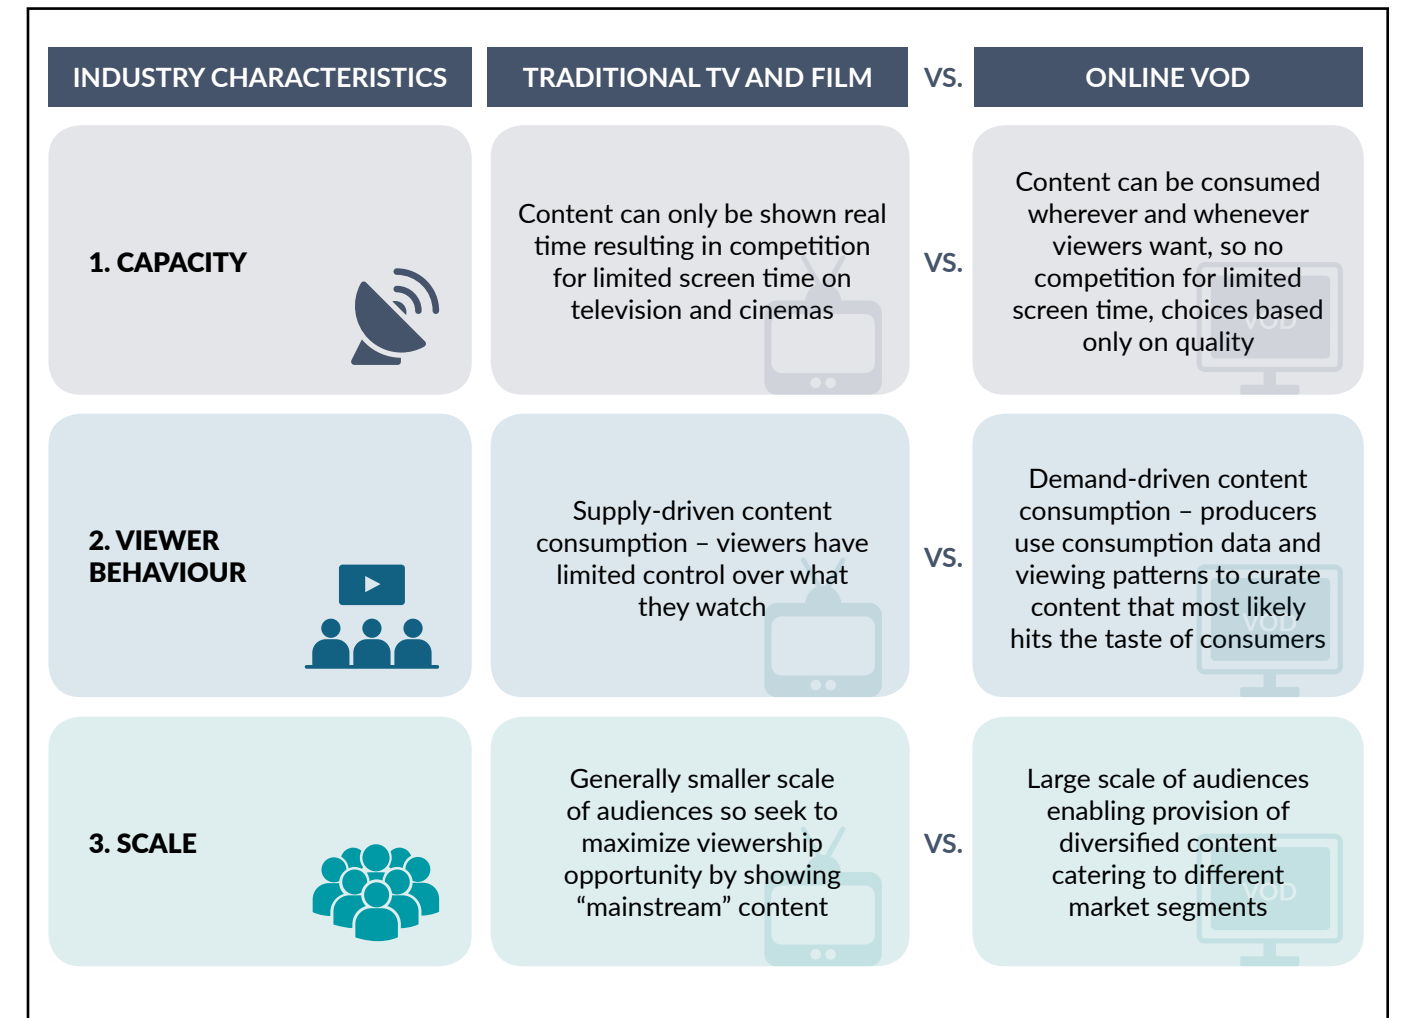 INDUSTRY CHARACTERISTICS
TRADITIONAL TV AND FILM
VS.
ONLINE VOD
1. CAPACITY
Content can only be shown real
time resulting in competition
for limited screen time on
television and cinemas
VS.
Content can be consumed
wherever and whenever
viewers want, so no
competition for limited
screen time, choices based
only on quality
VOD
2. VIEWER
BEHAVIOUR
Supply-driven content
consumption – viewers have
limited control over what
they watch
VS.
Demand-driven content
consumption – producers
use consumption data and
viewing patterns to curate
content that most likely
hits the taste of consumers
VOD
3. SCALE
Generally smaller scale
of audiences so seek to
maximize viewership
opportunity by showing
“mainstream” content
VS.
Large scale of audiences
enabling provision of
diversified content
catering to different
market segments
VOD